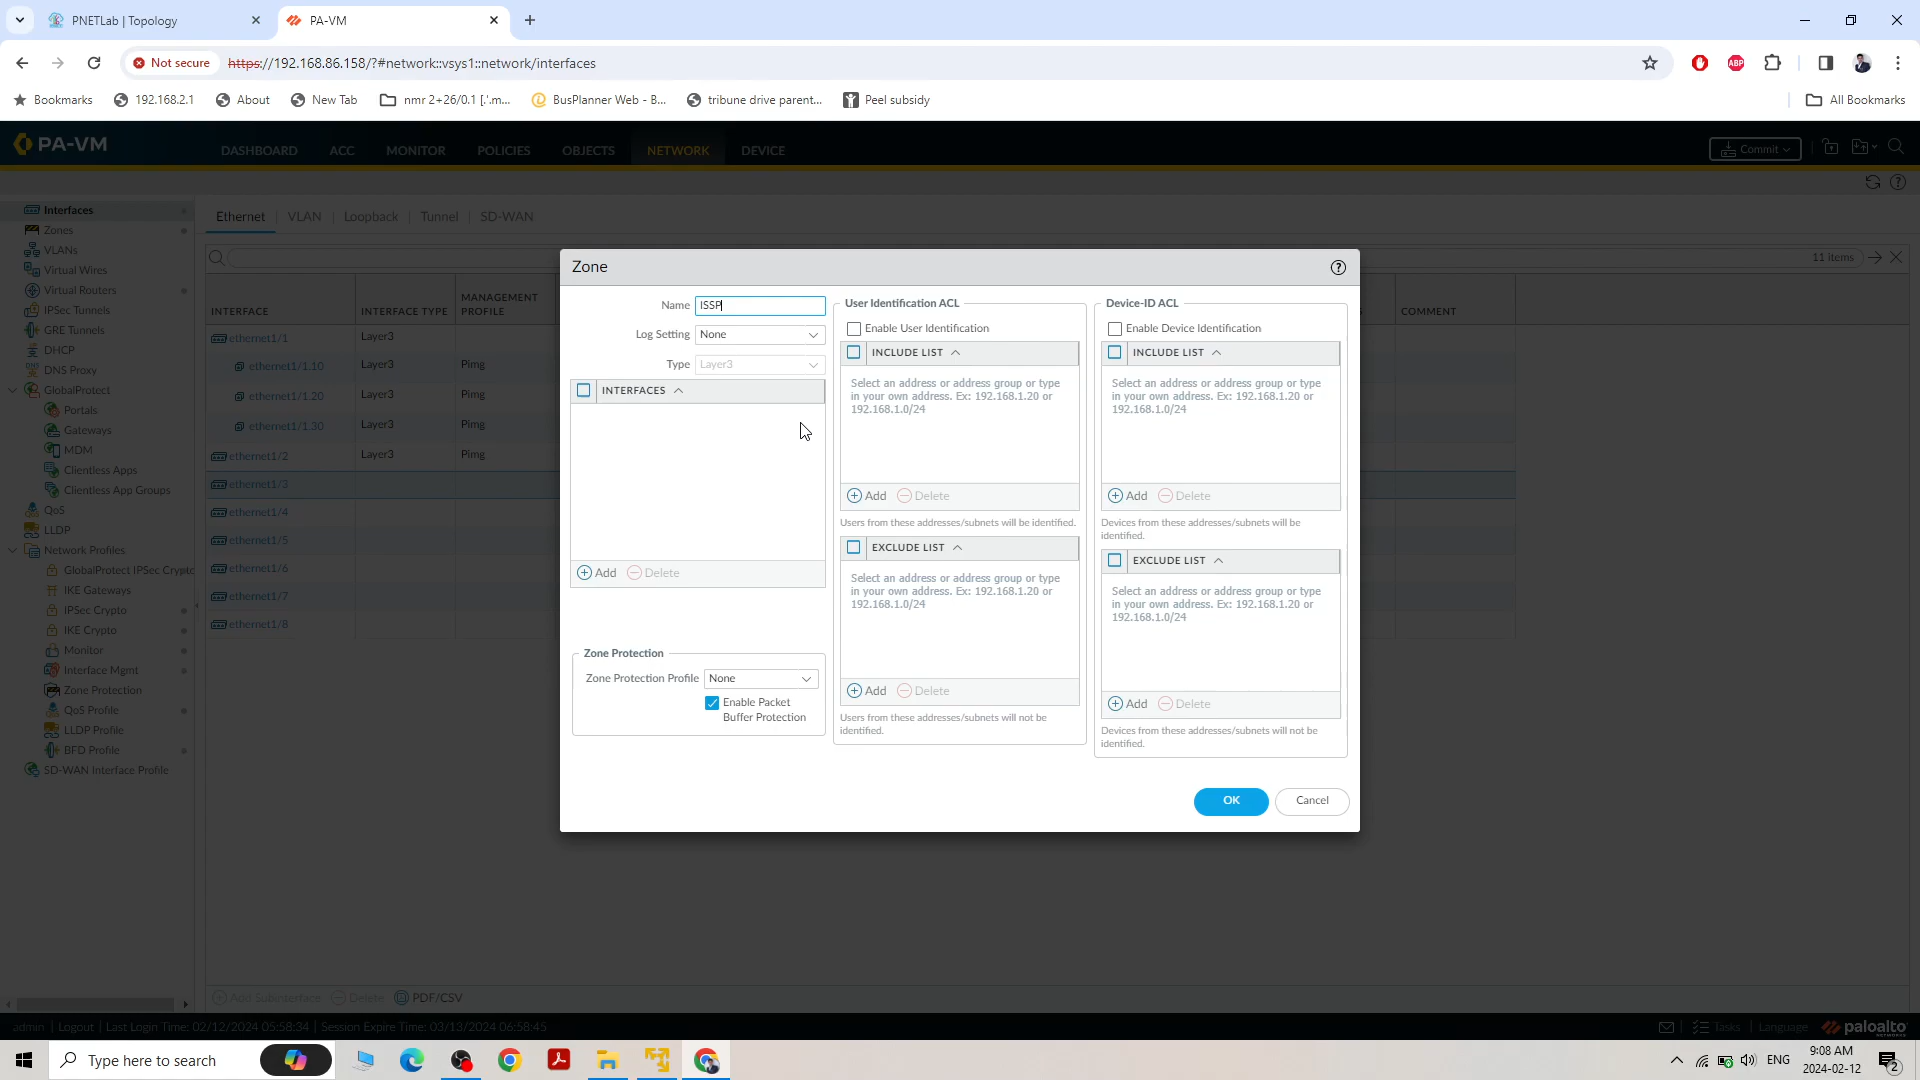 PNETLab | Topology
PA-VM
Not secure
https://192.168.86.158/?#network::vsys1::network/interfaces
Bookmarks
192.168.2.1
About
New Tab
nmr 2+26/0.1 [.'.m...
BusPlanner Web - B...
tribune drive parent...
Peel subsidy
All Bookmarks
PA-VM
DASHBOARD
ACC
MONITOR
POLICIES
OBJECTS
NETWORK
DEVICE
Commit
Interfaces
Zones
VLANs
Virtual Wires
Virtual Routers
IPSec Tunnels
GRE Tunnels
DHCP
DNS Proxy
GlobalProtect
Portals
Gateways
MDM
Clientless Apps
Clientless App Groups
QoS
LLDP
Network Profiles
GlobalProtect IPSec Crypto
IKE Gateways
IPSec Crypto
IKE Crypto
Monitor
Interface Mgmt
Zone Protection
QoS Profile
LLDP Profile
BFD Profile
SD-WAN Interface Profile
Ethernet | VLAN | Loopback | Tunnel | SD-WAN
11 items
INTERFACE
INTERFACE TYPE
MANAGEMENT
PROFILE
COMMENT
ethernet1/1 Layer3
ethernet1/1.10 Layer3 Pimg
ethernet1/1.20 Layer3 Pimg
ethernet1/1.30 Layer3 Pimg
ethernet1/2 Layer3 Pimg
ethernet1/3
ethernet1/4
ethernet1/5
ethernet1/6
ethernet1/7
ethernet1/8
Zone
Name ISSP
Log Setting None
Type Layer3
INTERFACES
Add Delete
Zone Protection
Zone Protection Profile None
Enable Packet
Buffer Protection
User Identification ACL
Enable User Identification
INCLUDE LIST
Select an address or address group or type
in your own address. Ex: 192.168.1.20 or
192.168.1.0/24
Add Delete
Users from these addresses/subnets will be identified.
EXCLUDE LIST
Select an address or address group or type
in your own address. Ex: 192.168.1.20 or
192.168.1.0/24
Add Delete
Users from these addresses/subnets will not be
identified.
Device-ID ACL
Enable Device Identification
INCLUDE LIST
Select an address or address group or type
in your own address. Ex: 192.168.1.20 or
192.168.1.0/24
Add Delete
Devices from these addresses/subnets will be
identified.
EXCLUDE LIST
Select an address or address group or type
in your own address. Ex: 192.168.1.20 or
192.168.1.0/24
Add Delete
Devices from these addresses/subnets will not be
identified.
OK
Cancel
Add Subinterface Delete PDF/CSV
admin | Logout | Last Login Time: 02/12/2024 05:58:34 | Session Expire Time: 03/13/2024 06:58:45
Tasks | Language
paloalto
NETWORKS
Type here to search
ENG
9:08 AM
2024-02-12
2